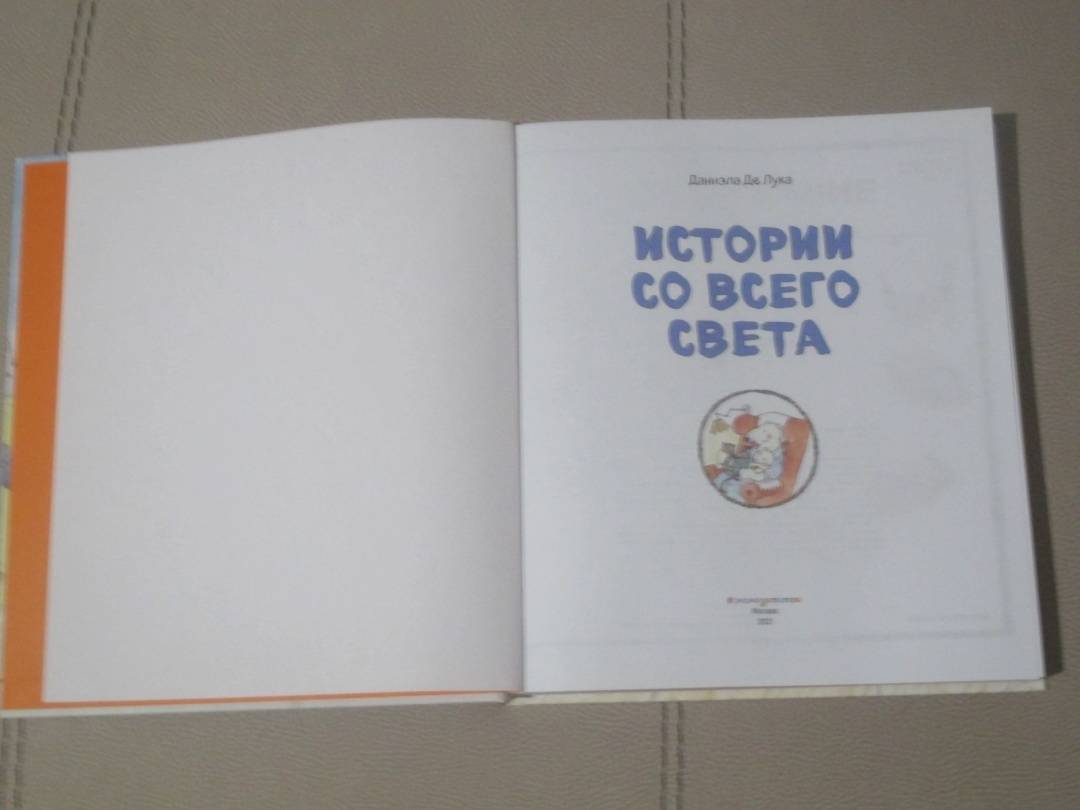 Даниэла Де Лука
ИСТОРИИ
СО ВСЕГО
СВЕТА
Москва